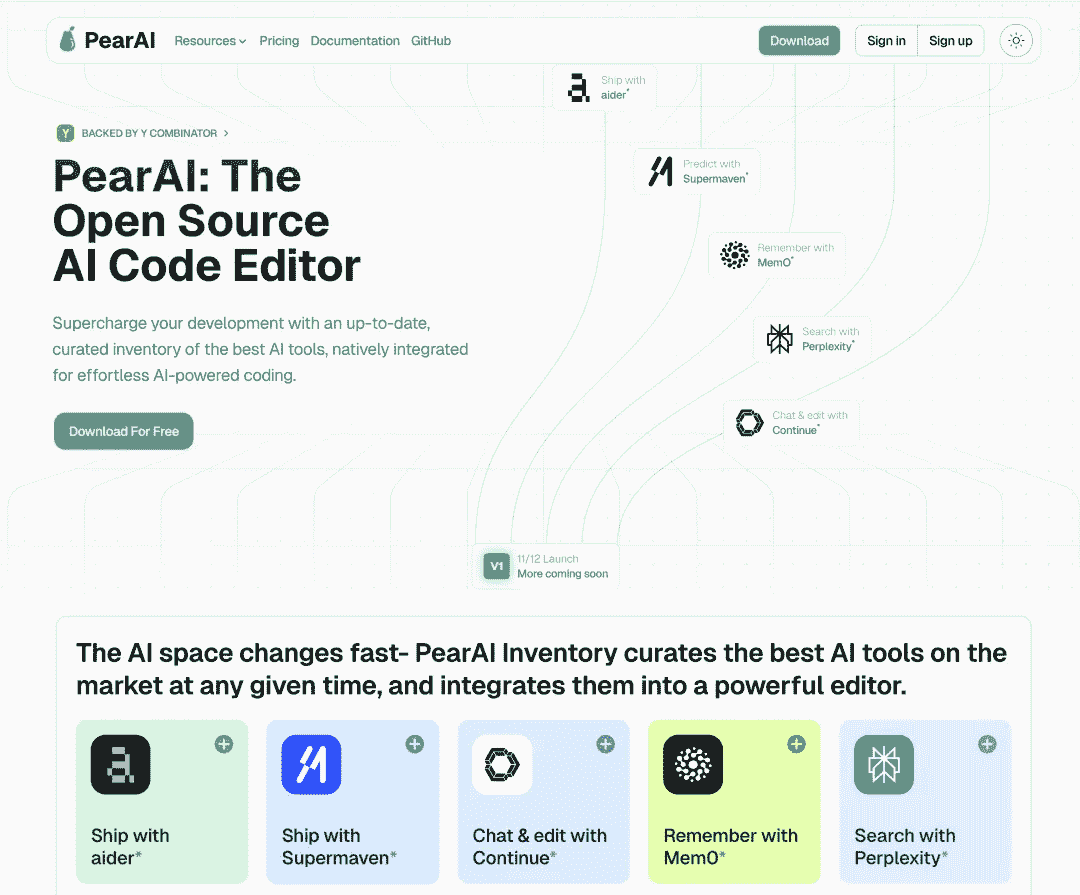 PearAI
Resources
Pricing
Documentation
GitHub
Download
Sign in
Sign up
Ship with
aider*
Y
BACKED BY Y COMBINATOR
PearAI: The
Open Source
AI Code Editor
Predict with
Supermaven*
Remember with
Mem0*
Supercharge your development with an up-to-date,
curated inventory of the best AI tools, natively integrated
for effortless AI-powered coding.
Search with
Perplexity*
Chat & edit with
Continue*
Download For Free
V1
11/12 Launch
More coming soon
The AI space changes fast- PearAI Inventory curates the best AI tools on the
market at any given time, and integrates them into a powerful editor.
Ship with
aider*
Ship with
Supermaven*
Chat & edit with
Continue*
Remember with
Mem0*
Search with
Perplexity*